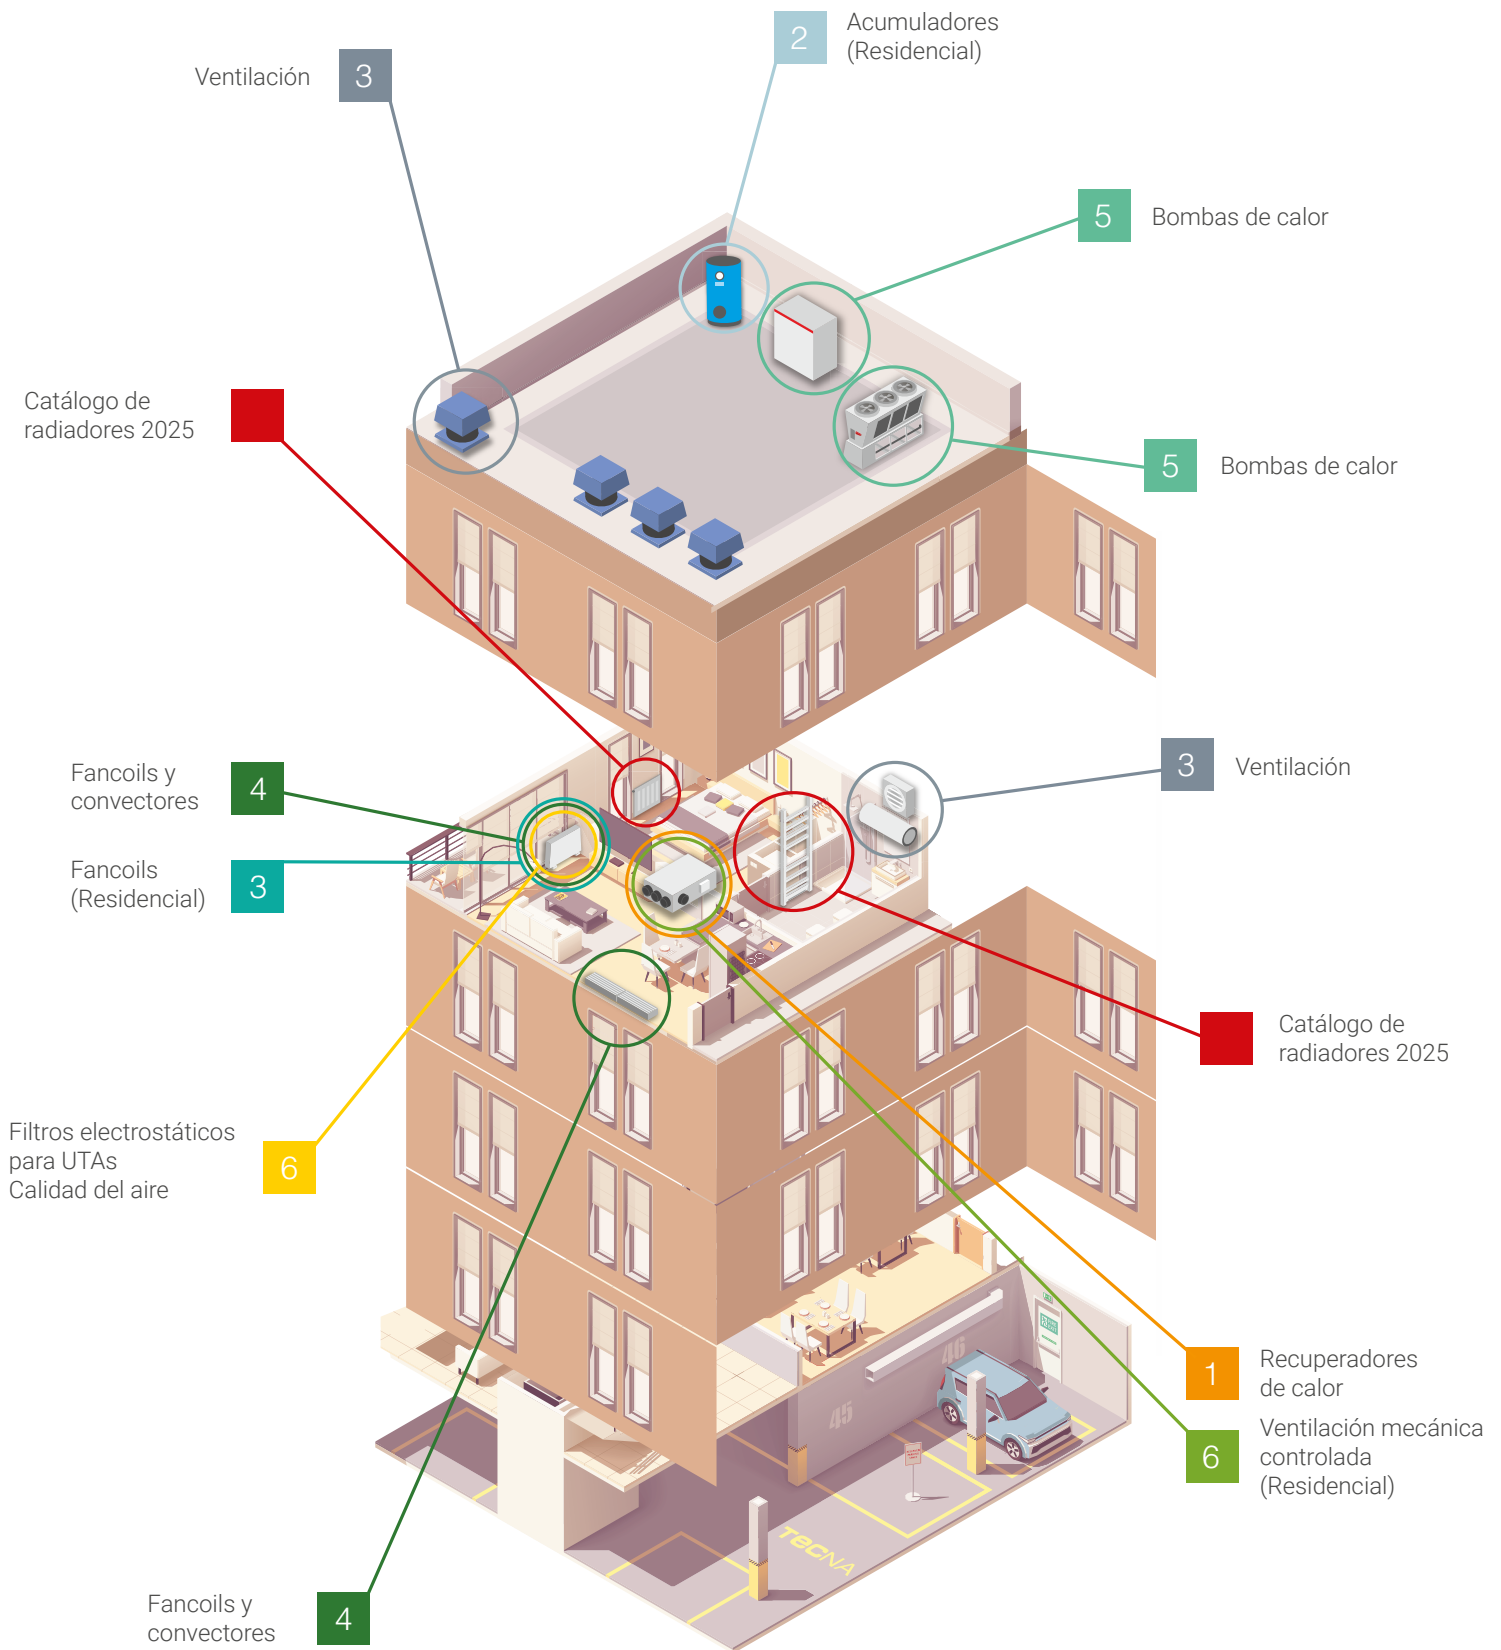 2
Acumuladores
(Residencial)
Ventilación
3
5
Bombas de calor
Catálogo de
radiadores 2025
5
Bombas de calor
Fancoils y
convectores
4
3
Ventilación
Fancoils
(Residencial)
3
Catálogo de
radiadores 2025
Filtros electrostáticos
para UTAs
Calidad del aire
6
46
45
1
Recuperadores
de calor
Ventilación mecánica
controlada
(Residencial)
6
TECNA
Fancoils y
convectores
4